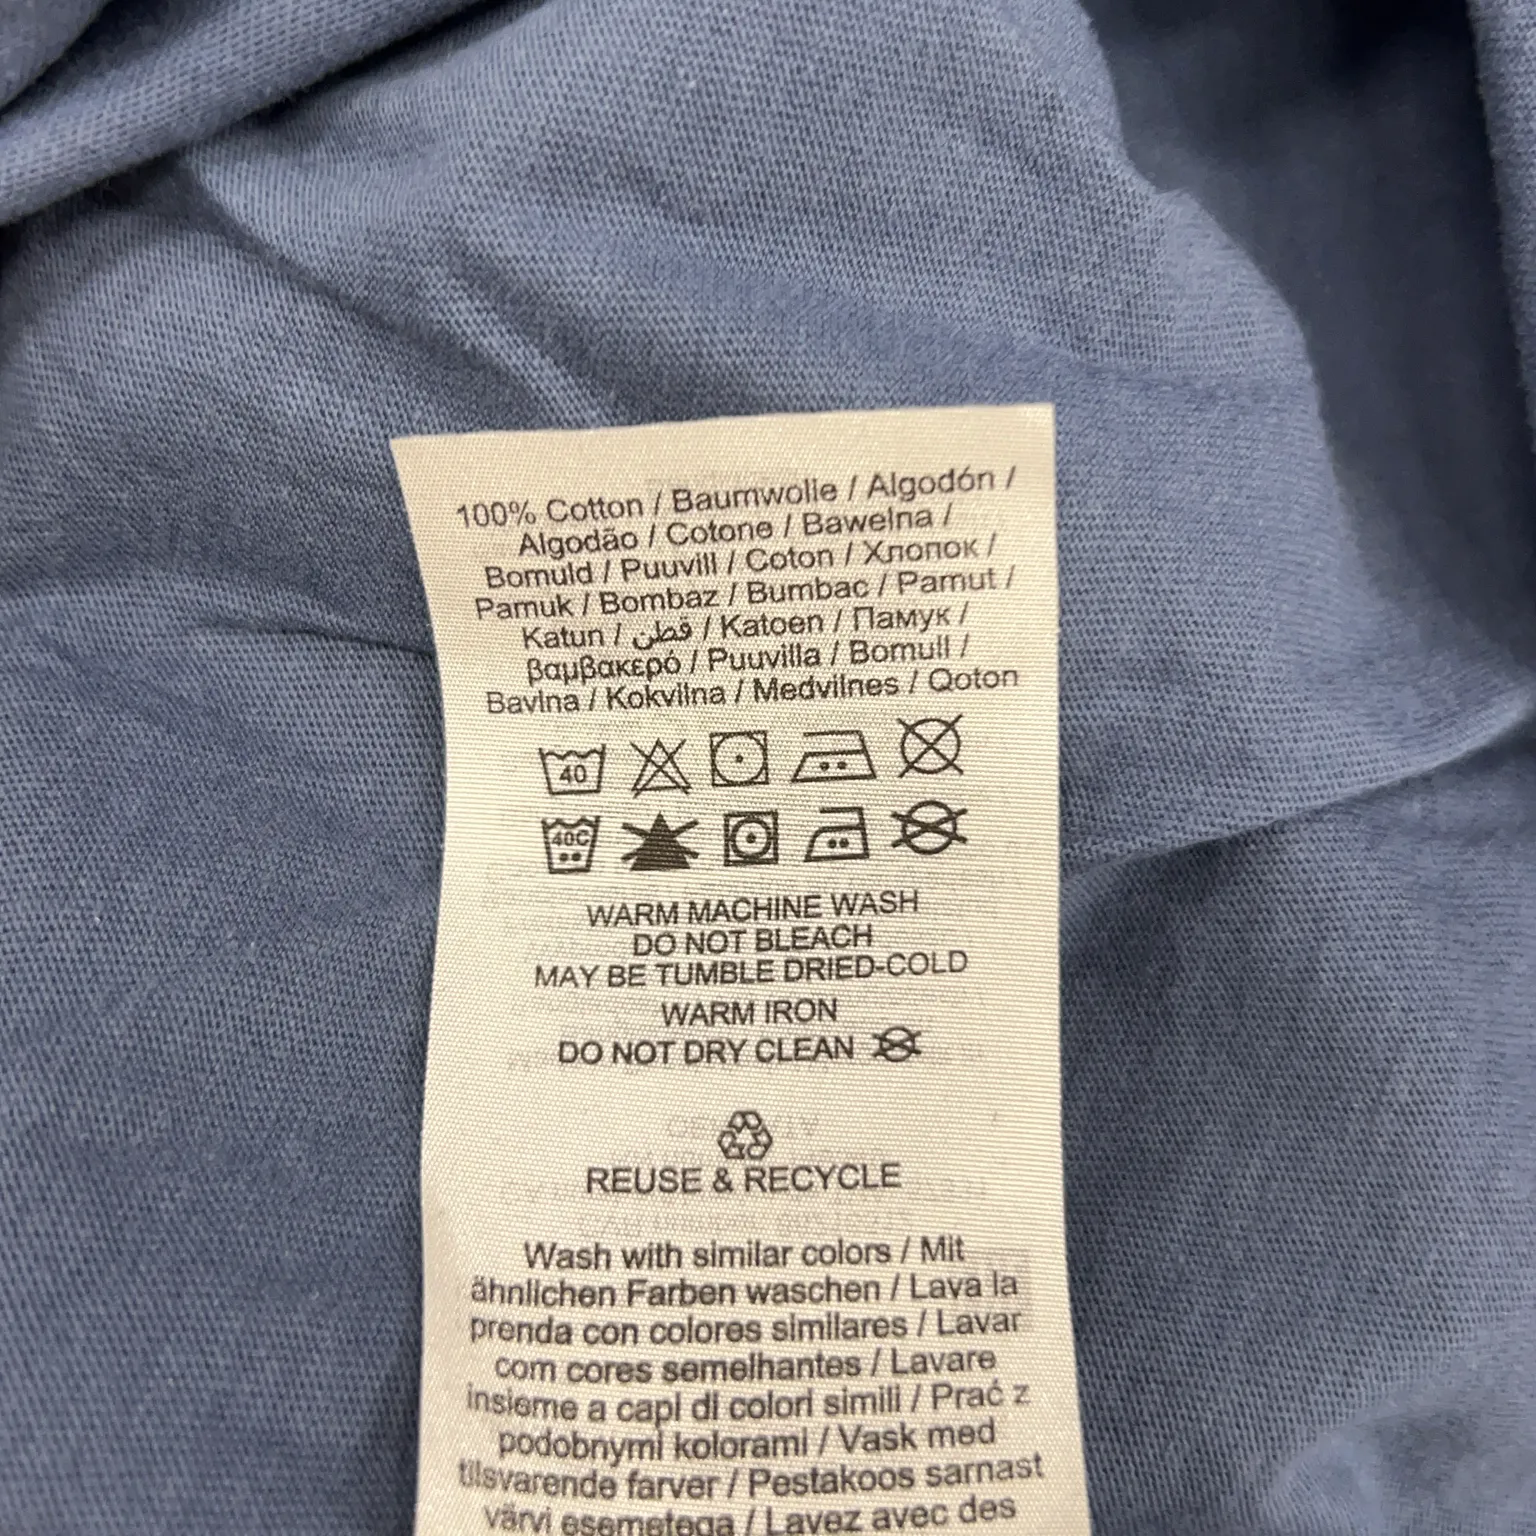 100% Cotton / Baumwolle / Algodón /
Algodão / Cotone / Bawełna /
Bomuld / Puuvill / Coton / Хлопок /
Pamuk / Bombaz / Bumbac / Pamut /
Katun / قطن / Katoen / Памук /
βαμβακερό / Puuvilla / Bomull /
Bavlna / Kokvilna / Medvilnes / Qoton
40
40C
WARM MACHINE WASH
DO NOT BLEACH
MAY BE TUMBLE DRIED-COLD
WARM IRON
DO NOT DRY CLEAN
REUSE & RECYCLE
Wash with similar colors / Mit
ähnlichen Farben waschen / Lava la
prenda con colores similares / Lavar
com cores semelhantes / Lavare
insieme a capi di colori simili / Prać z
podobnymi kolorami / Vask med
tilsvarende farver / Pestakoos sarnast
värvi esemetega / Lavez avec des